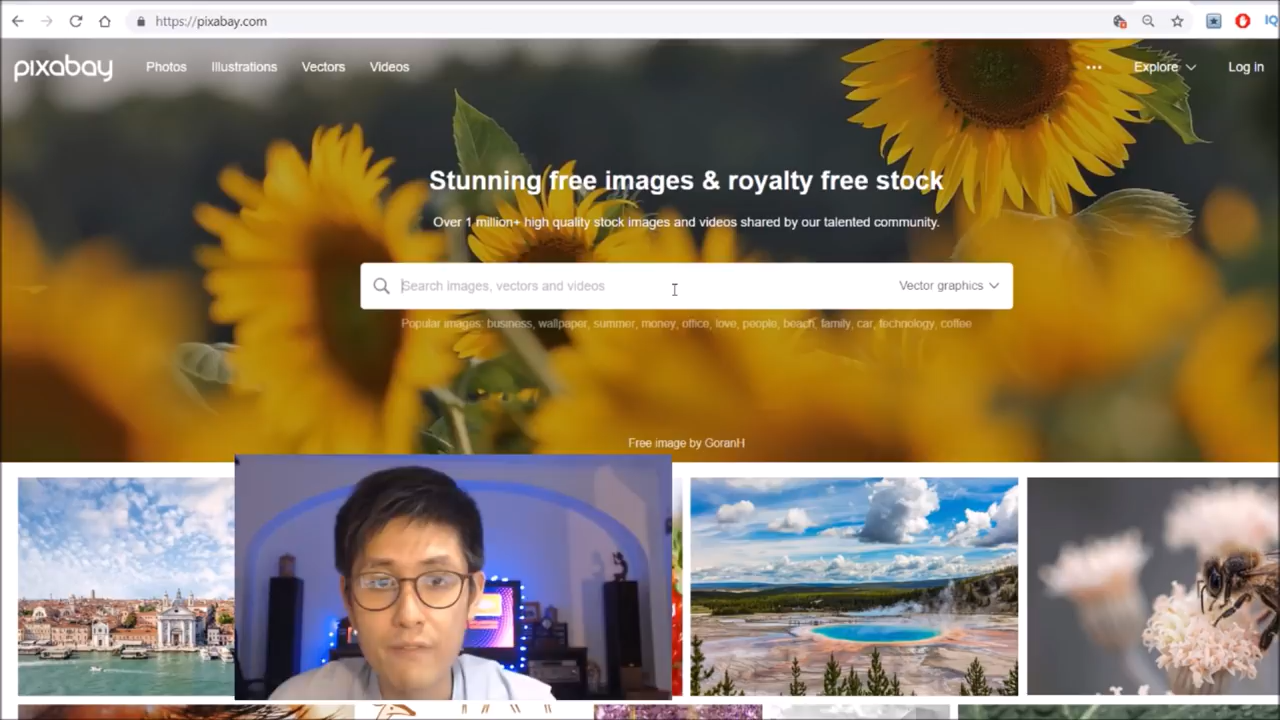 https://pixabay.com
IQ
pixabay Photos Illustrations Vectors Videos ••• Explore Log in
Stunning free images & royalty free stock
Over 1 million+ high quality stock images and videos shared by our talented community.
Search images, vectors and videos Vector graphics
Popular images: business, wallpaper, summer, money, office, love, people, beach, family, car, technology, coffee
Free image by GoranH